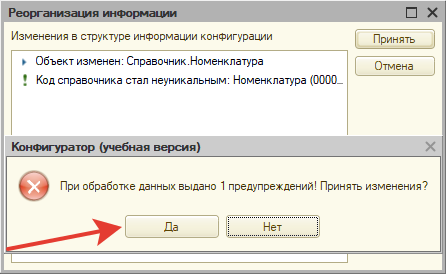 Реорганизация информации
Изменения в структуре информации конфигурации
Принять
Объект изменен: Справочник.Номенклатура
Отмена
Код справочника стал неуникальным: Номенклатура (0000...
Конфигуратор (учебная версия)
При обработке данных выдано 1 предупреждений! Принять изменения?
Да
Нет